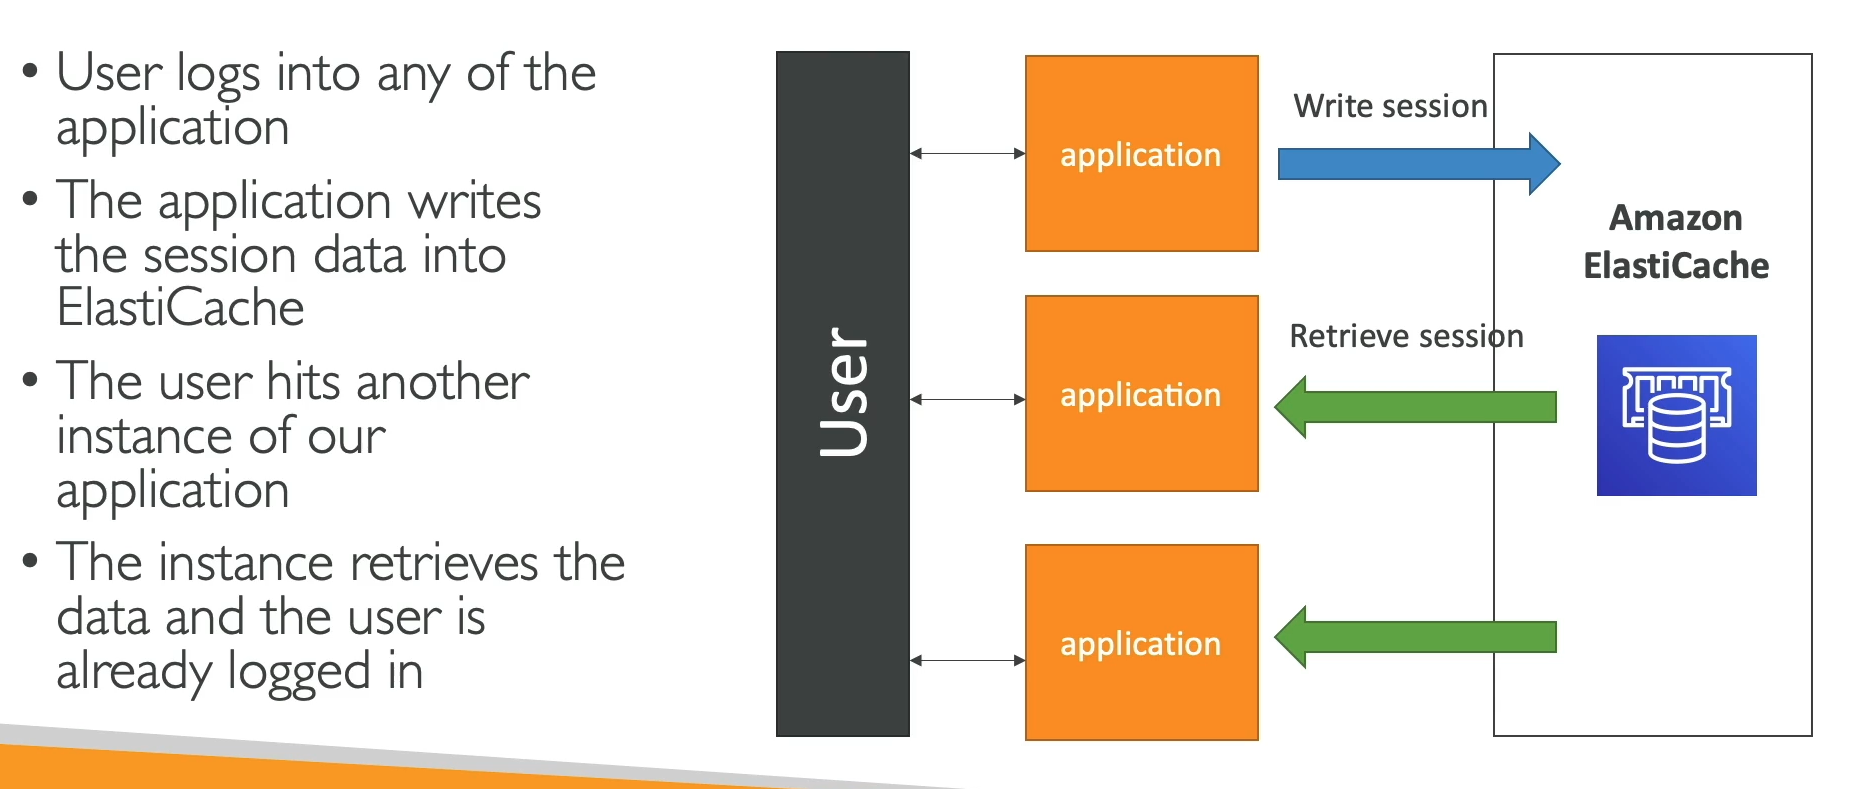 • User logs into any of the
application
• The application writes
the session data into
ElastiCache
• The user hits another
instance of our
application
• The instance retrieves the
data and the user is
already logged in
User
application
application
application
Write session
Retrieve session
Amazon
ElastiCache